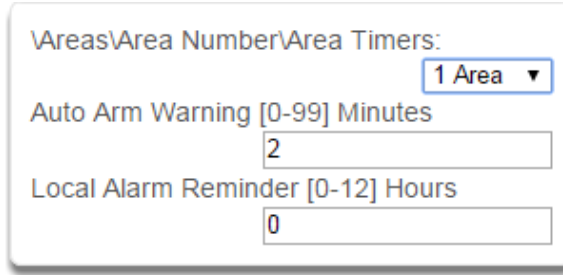 \Areas\Area Number\Area Timers:
1 Area
Auto Arm Warning [0-99] Minutes
2
Local Alarm Reminder [0-12] Hours
0